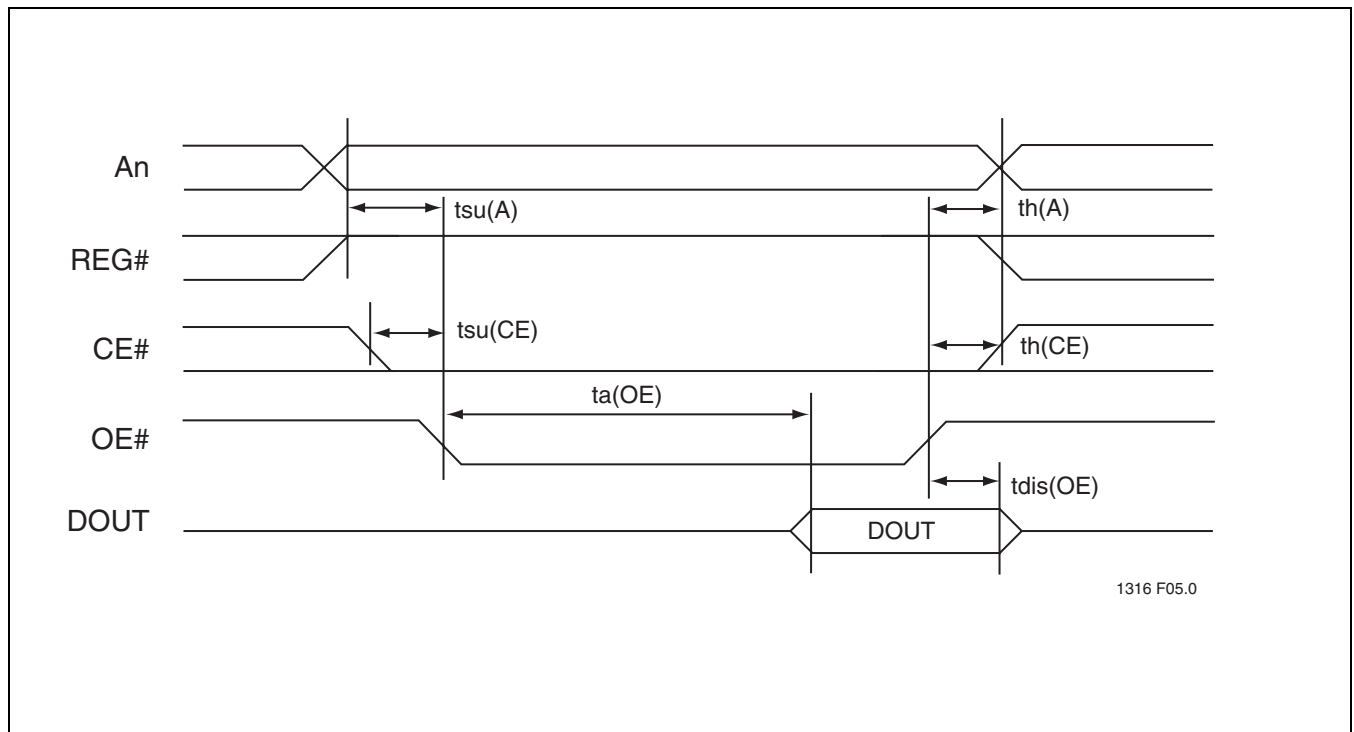 An
tsu(A)
th(A)
REG#
tsu(CE)
th(CE)
CE#
ta(OE)
OE#
tdis(OE)
DOUT
DOUT
1316 F05.0